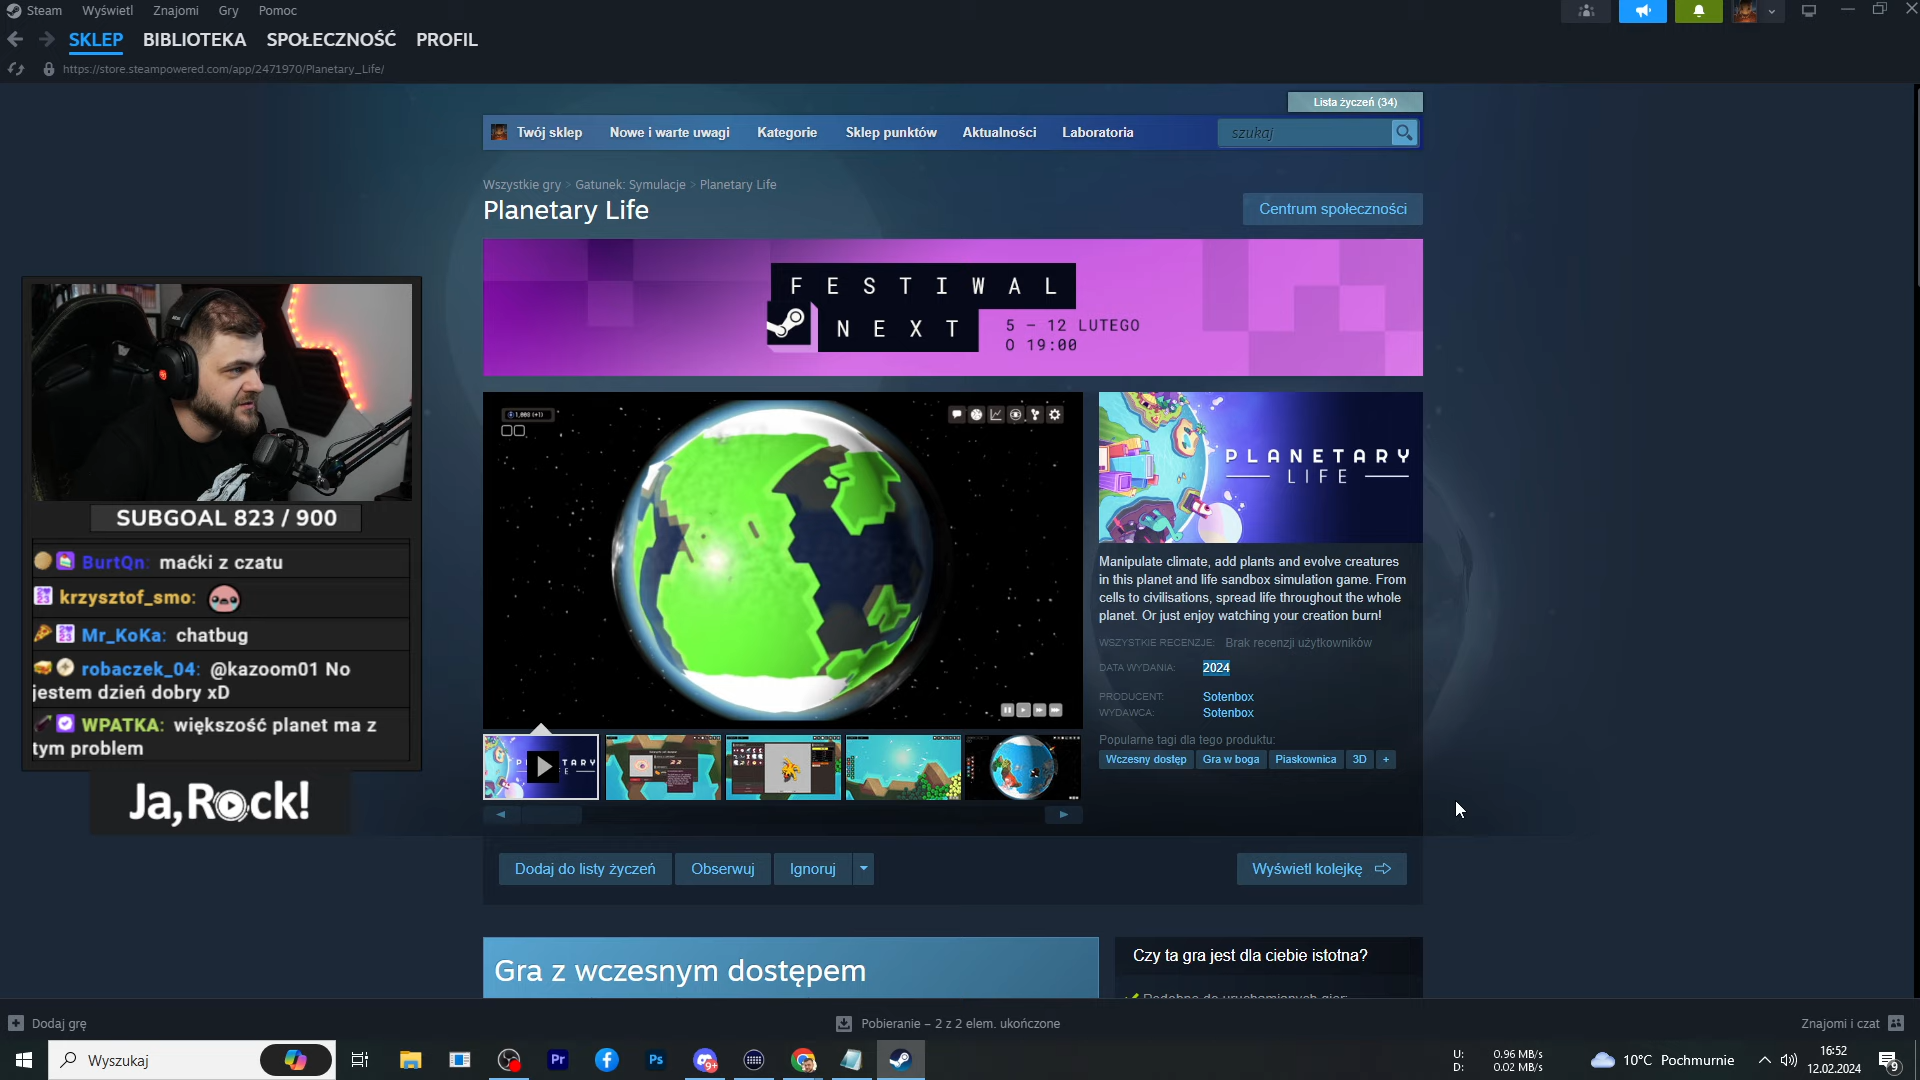 Steam Wyświetl Znajomi Gry Pomoc
SKLEP BIBLIOTEKA SPOŁECZNOŚĆ PROFIL
https://store.steampowered.com/app/2471970/Planetary_Life/
Lista życzeń (34)
Twój sklep Nowe i warte uwagi Kategorie Sklep punktów Aktualności Laboratoria szukaj
Wszystkie gry > Gatunek: Symulacje > Planetary Life
Planetary Life
Centrum społeczności
FESTIWAL
NEXT
5 – 12 LUTEGO
O 19:00
PLANETARY
LIFE
Manipulate climate, add plants and evolve creatures
in this planet and life sandbox simulation game. From
cells to civilisations, spread life throughout the whole
planet. Or just enjoy watching your creation burn!
WSZYSTKIE RECENZJE: Brak recenzji użytkowników
DATA WYDANIA: 2024
PRODUCENT: Sotenbox
WYDAWCA: Sotenbox
Popularne tagi dla tego produktu:
Wczesny dostęp Gra w boga Piaskownica 3D +
SUBGOAL 823 / 900
BurtQn: maćki z czatu
krzysztof_smo:
Mr_KoKa: chatbug
robaczek_04: @kazoom01 No
jestem dzień dobry xD
WPATKA: większość planet ma z
tym problem
Ja,Rock!
Dodaj do listy życzeń Obserwuj Ignoruj
Wyświetl kolejkę
Gra z wczesnym dostępem
Czy ta gra jest dla ciebie istotna?
Dodaj grę
Pobieranie – 2 z 2 elem. ukończone
Znajomi i czat
Wyszukaj
Pr
Ps
9+
U: 0.96 MB/s
D: 0.02 MB/s
10°C Pochmurnie
16:52
12.02.2024
9